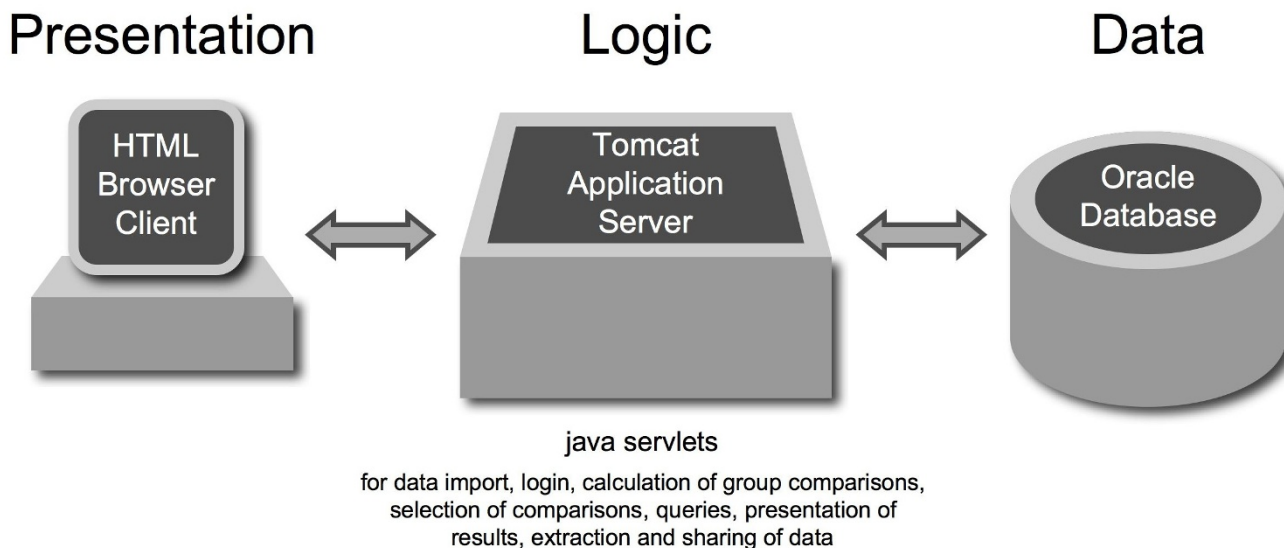 Presentation
Logic
Data
HTML
Browser
Client
Tomcat
Application
Server
Oracle
Database
java servlets
for data import, login, calculation of group comparisons,
selection of comparisons, queries, presentation of
results, extraction and sharing of data